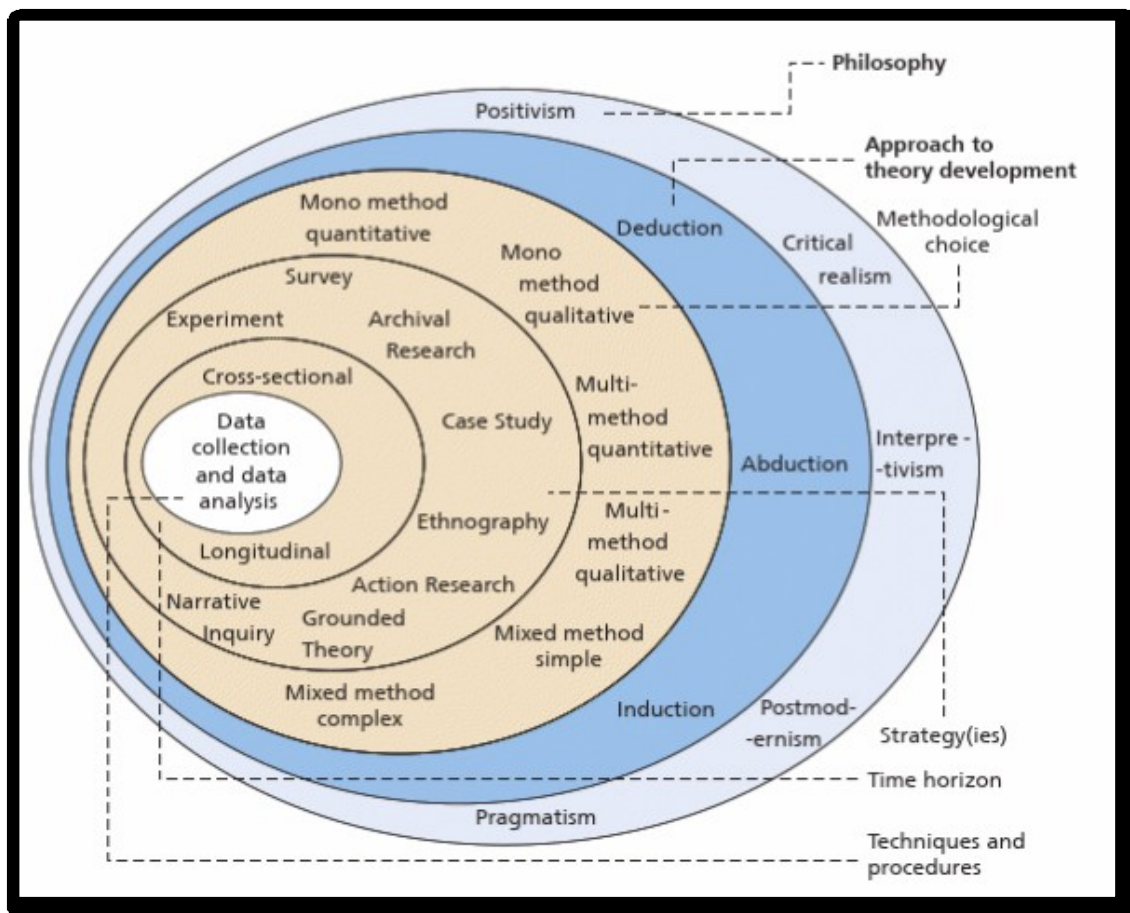 Philosophy
Positivism
Approach to
theory development
Mono method
quantitative
Deduction
Methodological
choice
Critical
realism
Mono
method
qualitative
Survey
Experiment
Archival
Research
Cross-sectional
Multi-
method
quantitative
Case Study
Data
collection
and data
analysis
Abduction
Interpre -
-tivism
Ethnography
Multi-
method
qualitative
Longitudinal
Action Research
Narrative
Inquiry
Grounded
Theory
Mixed method
simple
Mixed method
complex
Induction
Postmod-
-ernism
Strategy(ies)
Time horizon
Pragmatism
Techniques and
procedures